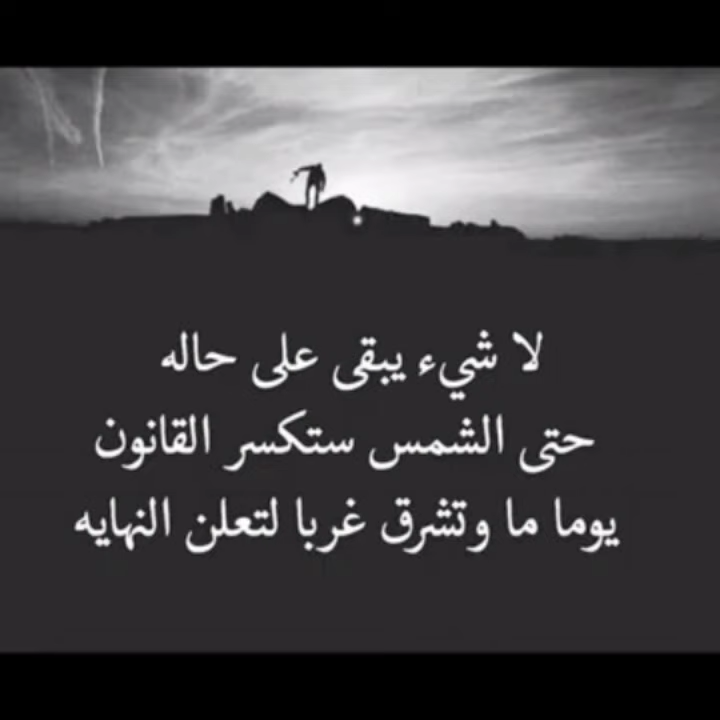 لا شيء يبقى على حاله
حتى الشمس ستكسر القانون
يوما ما وتشرق غربا لتعلن النهايه